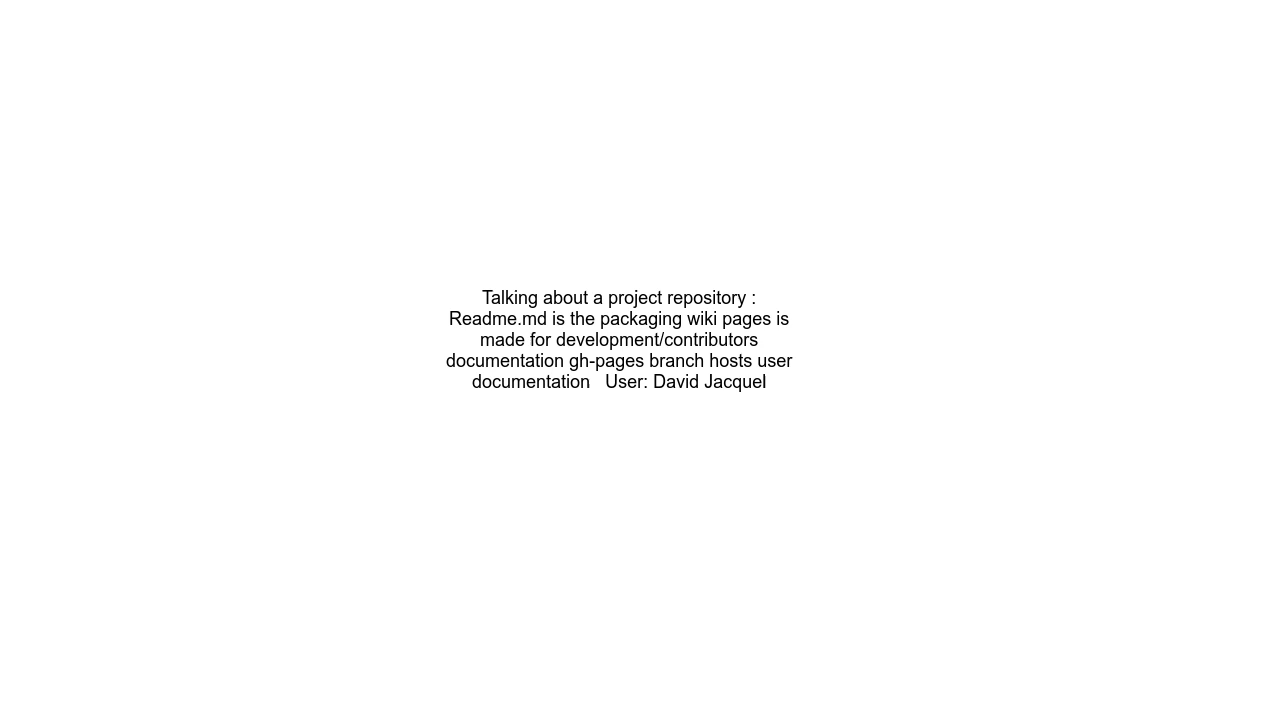 Talking about a project repository :
Readme.md is the packaging wiki pages is
made for development/contributors
documentation gh-pages branch hosts user
documentation   User: David Jacquel